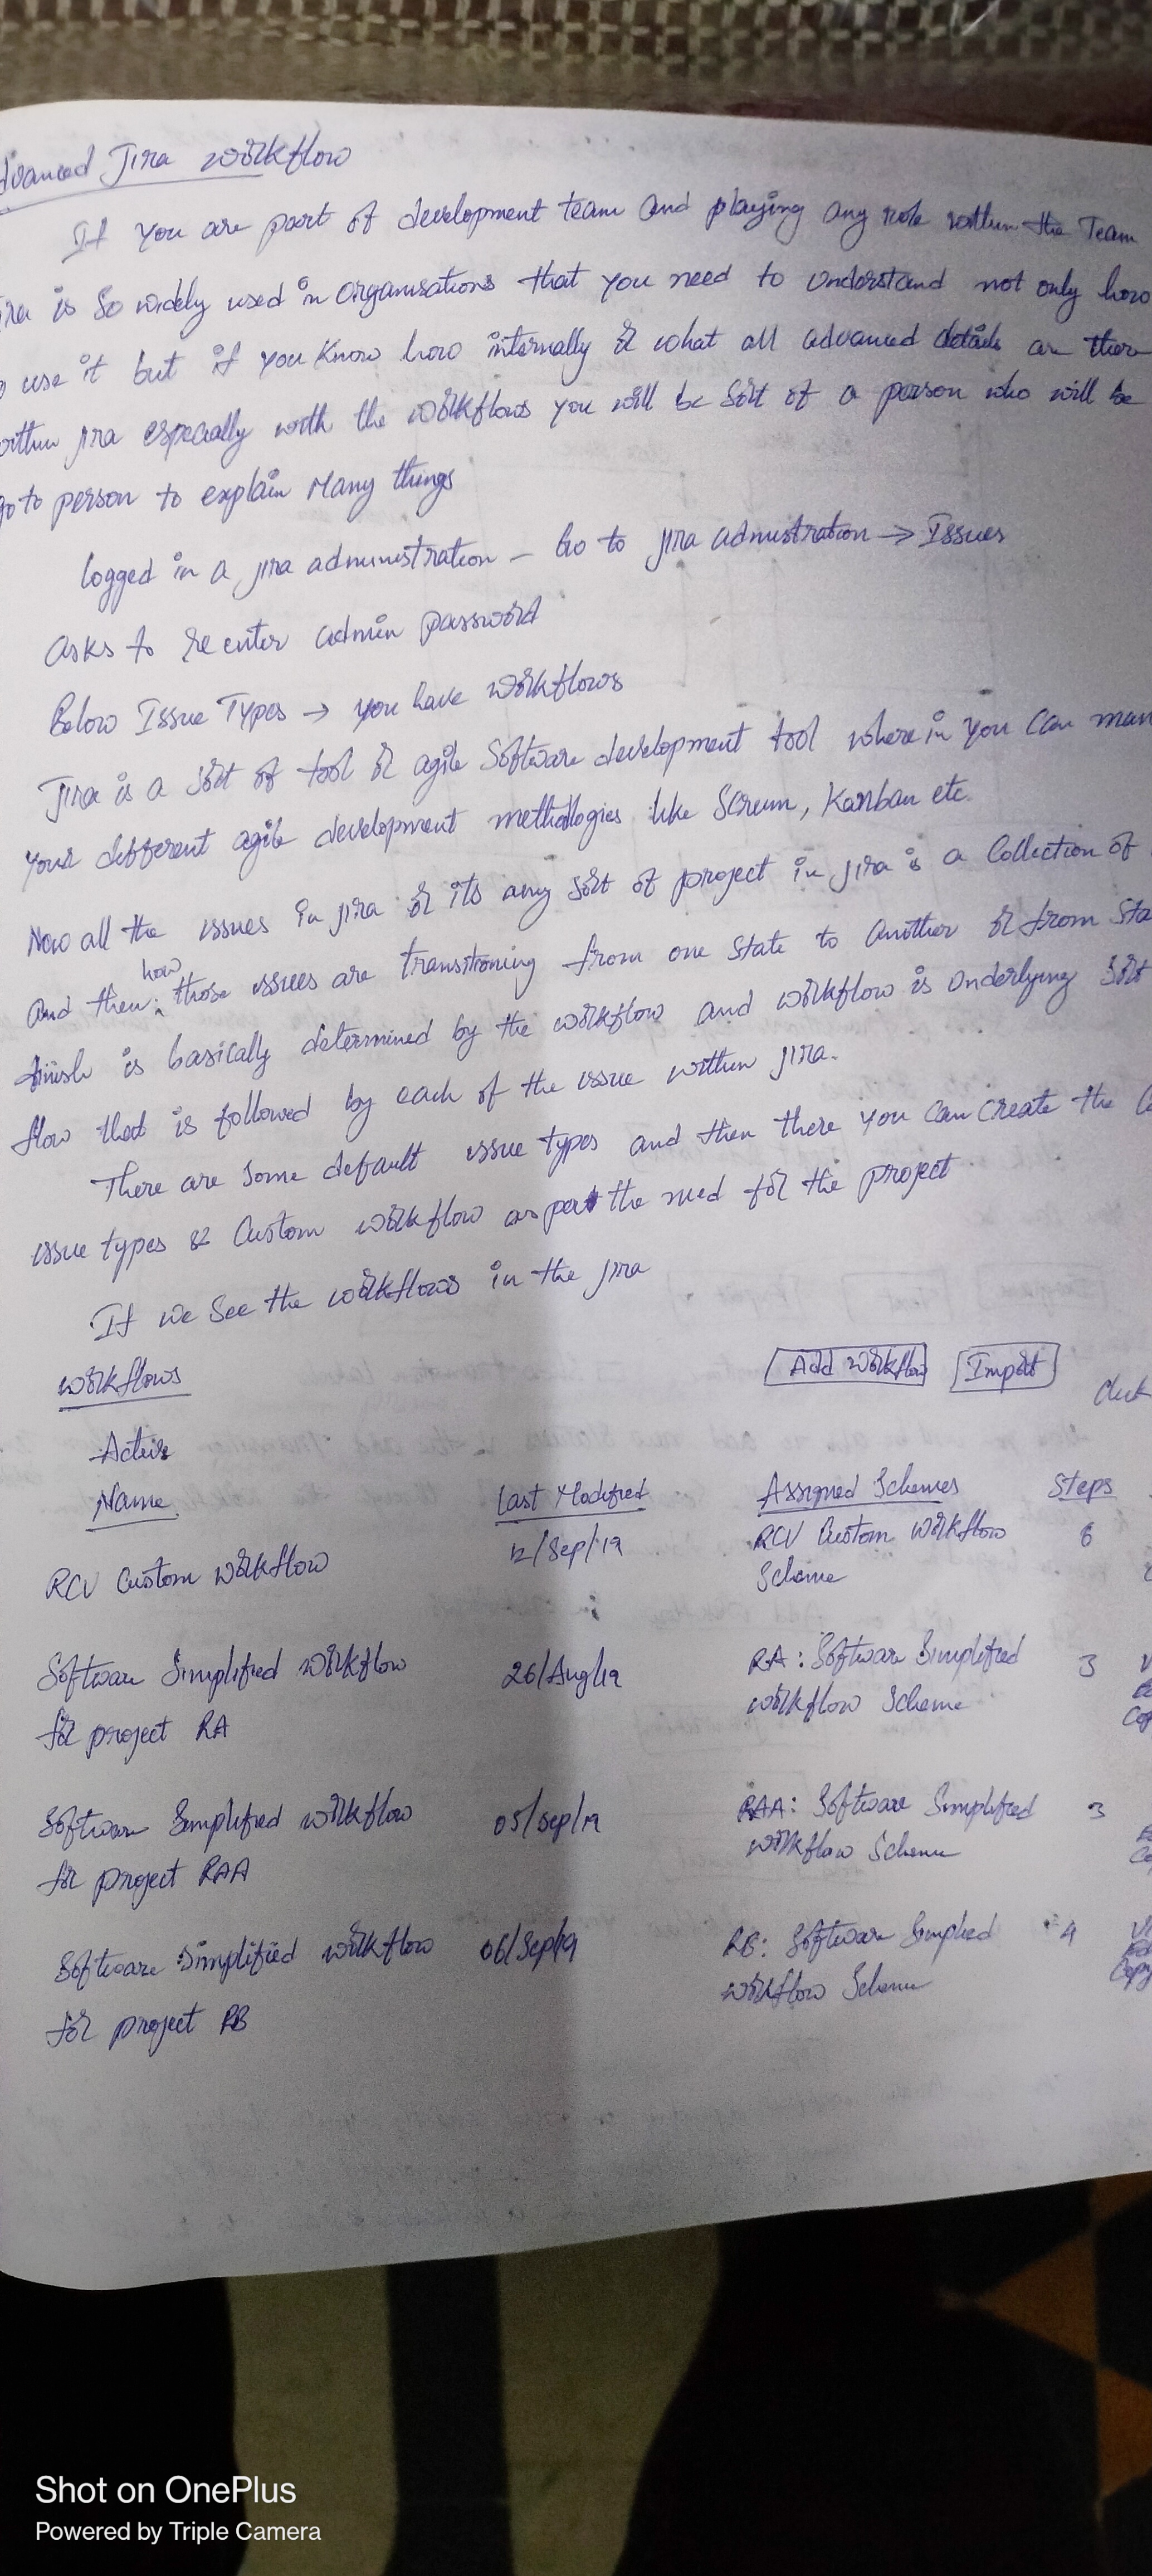 dvanced Jira workflow
If you are part of development team and playing any role within the Team
ira is so widely used in organisations that you need to understand not only how
o use it but if you know how internally & what all advanced details are there
within jira especially with the workflows you will be sort of a person who will be
go to person to explain many things
Logged in a jira administration - Go to jira admistration → Issues
Asks to re enter admin password
Below Issue Types → you have workflows
Jira is a sort of tool or agile software development tool where in you can man
your different agile development methodlogies like Scrum, Kanban etc.
Now all the issues in jira or its any sort of project in jira is a collection of
how
And then those issues are transitioning from one state to another or from sta
finish is basically determined by the workflow and workflow is underlying sort
flow that is followed by each of the issue within jira.
There are some default issue types and then there you can create the C
issue types & custom workflow as per the need for the project
If we see the workflows in the jira
Add workflow Import
workflows
Click
Active
Name Last Modified Assigned Schemes Steps
RCV Custom workflow 12/Sep/19 RCV Custom workflow 6
Scheme
Software Simplified workflow 26/Aug/19 RA : Software Simplified 3
for project RA workflow Scheme
Cop
Software Simplified workflow 05/Sep/19 RAA : Software Simplified 3
for project RAA workflow Scheme
Co
Software Simplified workflow 06/Sep/19 RB : Software Simplied 4 Vi
for project RB workflow Scheme Copy
Shot on OnePlus
Powered by Triple Camera